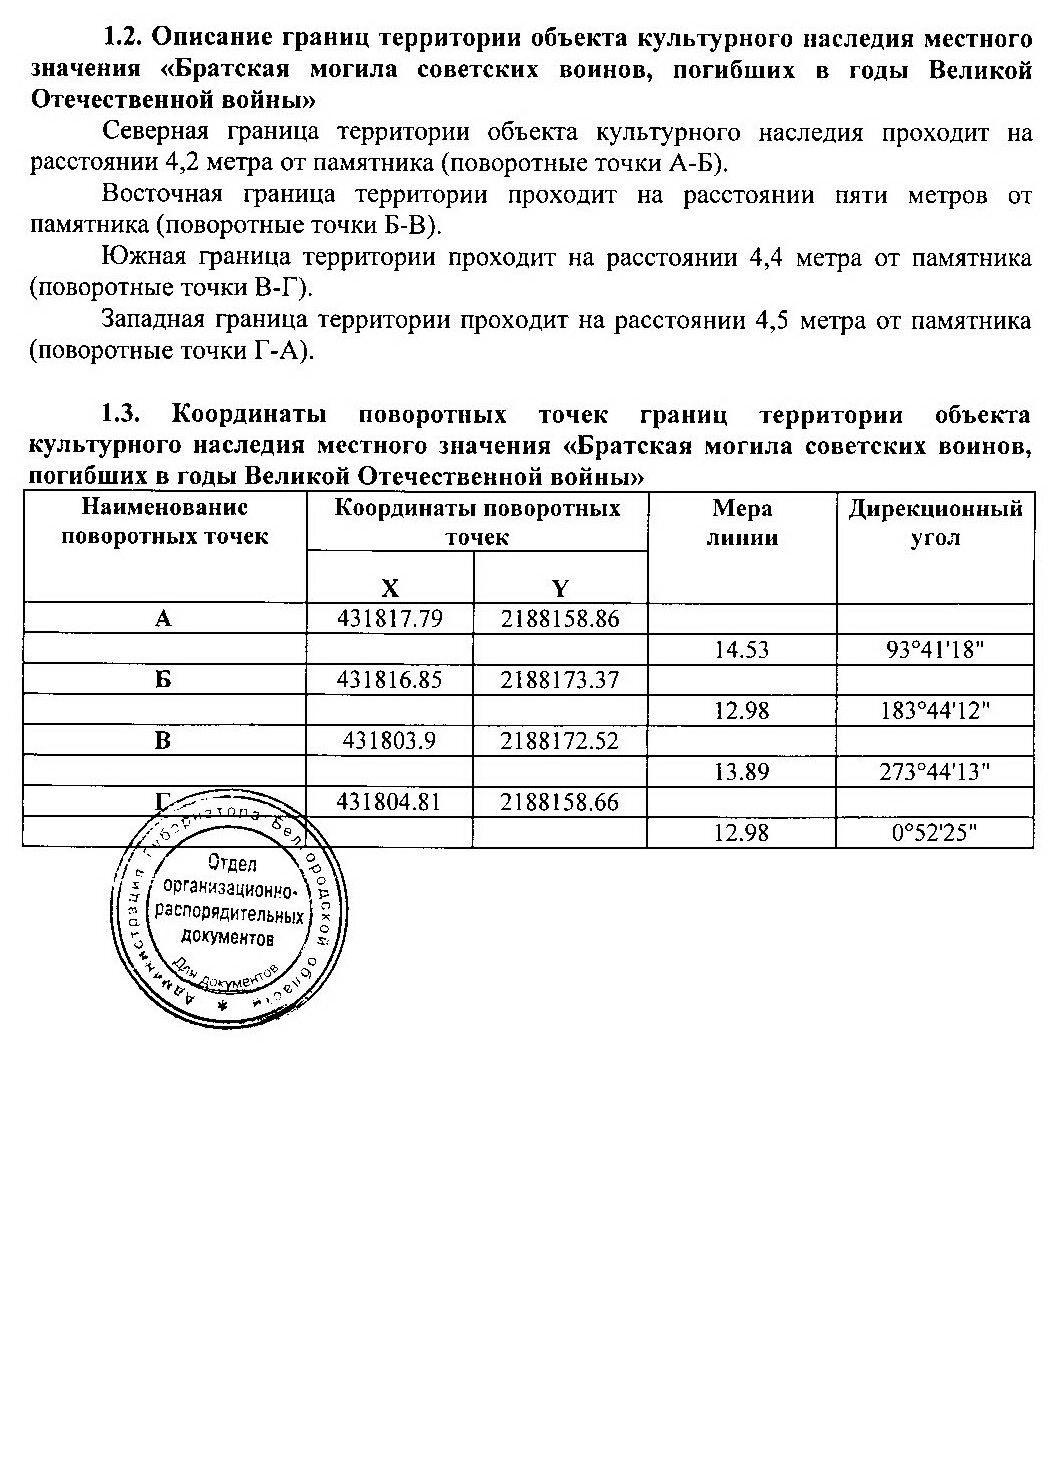 1.2. Описание границ территории объекта культурного наследия местного
значения «Братская могила советских воинов, погибших в годы Великой
Отечественной войны»
Северная граница территории объекта культурного наследия проходит на
расстоянии 4,2 метра от памятника (поворотные точки А-Б).
Восточная граница территории проходит на расстоянии пяти метров от
памятника (поворотные точки Б-В).
Южная граница территории проходит на расстоянии 4,4 метра от памятника
(поворотные точки В-Г).
Западная граница территории проходит на расстоянии 4,5 метра от памятника
(поворотные точки Г-А).
1.3. Координаты поворотных точек границ территории объекта
культурного наследия местного значения «Братская могила советских воинов,
погибших в годы Великой Отечественной войны»
Наименование Координаты поворотных Мера Дирекционный
поворотных точек точек линии угол
X Y
А 431817.79 2188158.86
14.53 93°41'18"
Б 431816.85 2188173.37
12.98 183°44'12"
В 431803.9 2188172.52
13.89 273°44'13"
Г 431804.81 2188158.66
12.98 0°52'25"
Администрация Губернатора Белгородской области *
Отдел
организационно-
распорядительных
документов
Для документов